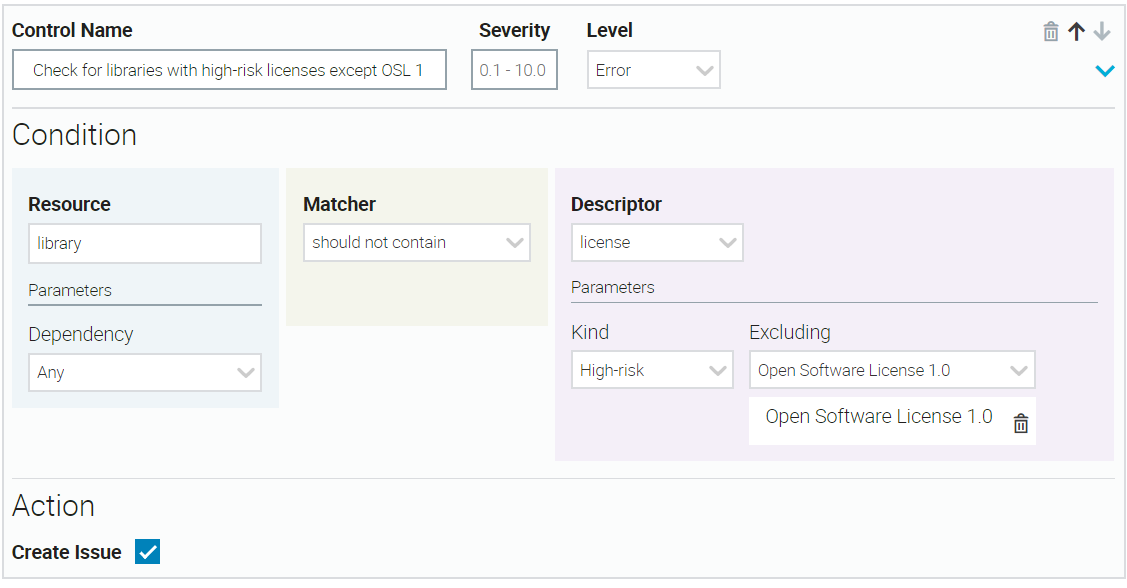 Control Name
Severity
Level
Check for libraries with high-risk licenses except OSL 1
0.1 - 10.0
Error
Condition
Resource
library
Parameters
Dependency
Any
Matcher
should not contain
Descriptor
license
Parameters
Kind
Excluding
High-risk
Open Software License 1.0
Open Software License 1.0
Action
Create Issue